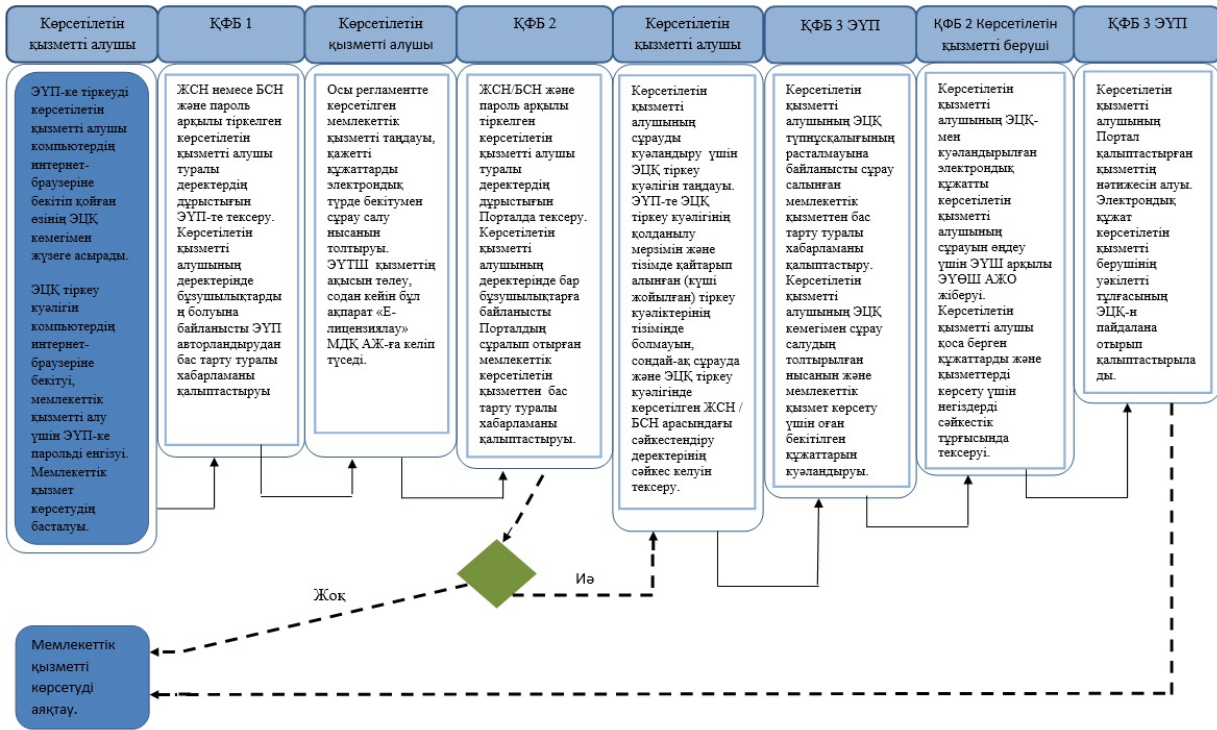 Көрсетілетін
қызметті алушы
ЭҮП-ке тіркеуді
көрсетілетін
қызметті алушы
компьютердің
интернет-
браузеріне
бекітіп қойған
өзінің ЭЦҚ
көмегімен
жүзеге асырады.
ЭЦҚ тіркеу
куәлігін
компьютердің
интернет-
браузеріне
бекітуі,
мемлекеттік
қызметті алу
үшін ЭҮП-ке
парольді енгізуі.
Мемлекеттік
қызмет
көрсетудің
басталуы.
ҚФБ 1
ЖСН немесе БСН
және пароль
арқылы тіркелген
көрсетілетін
қызметті алушы
туралы
деректердің
дұрыстығын
ЭҮП-те тексеру.
Көрсетілетін
қызметті
алушының
деректерінде
бұзушылықтарды
ң болуына
байланысты ЭҮП
авторландырудан
бас тарту туралы
хабарламаны
қалыптастыруы
Көрсетілетін
қызметті алушы
Осы регламентте
көрсетілген
мемлекеттік
қызметті таңдауы,
қажетті
құжаттарды
электрондық
түрде бекітумен
сұрау салу
нысанын
толтыруы.
ЭҮТШ қызметтің
ақысын төлеу,
содан кейін бұл
ақпарат «Е-
лицензиялау»
МДҚ АЖ-ға келіп
түседі.
ҚФБ 2
ЖСН/БСН және
пароль арқылы
тіркелген
көрсетілетін
қызметті алушы
туралы
деректердің
дұрыстығын
Порталда тексеру.
Көрсетілетін
қызметті
алушының
деректерінде бар
бұзушылықтарға
байланысты
Порталдың
сұралып отырған
мемлекеттік
көрсетілетін
қызметтен бас
тарту туралы
хабарламаны
қалыптастыруы.
Көрсетілетін
қызметті алушы
Көрсетілетін
қызметті
алушының
сұрауды
куәландыру үшін
ЭЦҚ тіркеу
куәлігін таңдауы.
ЭҮП-те ЭЦҚ
тіркеу куәлігінің
қолданылу
мерзімін және
тізімде қайтарып
алынған (күші
жойылған) тіркеу
куәліктерінің
тізімінде
болмауын,
сондай-ақ сұрауда
және ЭЦҚ тіркеу
куәлігінде
көрсетілген ЖСН /
БСН арасындағы
сәйкестендіру
деректерінің
сәйкес келуін
тексеру.
ҚФБ 3 ЭҮП
Көрсетілетін
қызметті
алушының ЭЦҚ
түпнұсқалығының
расталмауына
байланысты сұрау
салынған
мемлекеттік
қызметтен бас
тарту туралы
хабарламаны
қалыптастыру.
Көрсетілетін
қызметті
алушының ЭЦҚ
көмегімен сұрау
салудың
толтырылған
нысанын және
мемлекеттік
қызмет көрсету
үшін оған
бекітілген
құжаттарын
куәландыруы.
ҚФБ 2 Көрсетілетін
қызметті беруші
Көрсетілетін
қызметті
алушының ЭЦҚ-
мен
куәландырылған
электрондық
құжатты
көрсетілетін
қызметті
алушының
сұрауын өңдеу
үшін ЭҮШ арқылы
ЭҮӨШ АЖО
жіберуі.
Көрсетілетін
қызметті алушы
қоса берген
құжаттарды және
қызметтерді
көрсету үшін
негіздерді
сәйкестік
тұрғысында
тексеруі.
ҚФБ 3 ЭҮП
Көрсетілетін
қызметті
алушының
Портал
қалыптастырған
қызметтің
нәтижесін алуы.
Электрондық
құжат
көрсетілетін
қызметті
берушінің
уәкілетті
тұлғасының
ЭЦҚ-н
пайдалана
отырып
қалыптастырыла
ды.
Жоқ
Иә
Мемлекеттік
қызметті
көрсетуді
аяқтау.